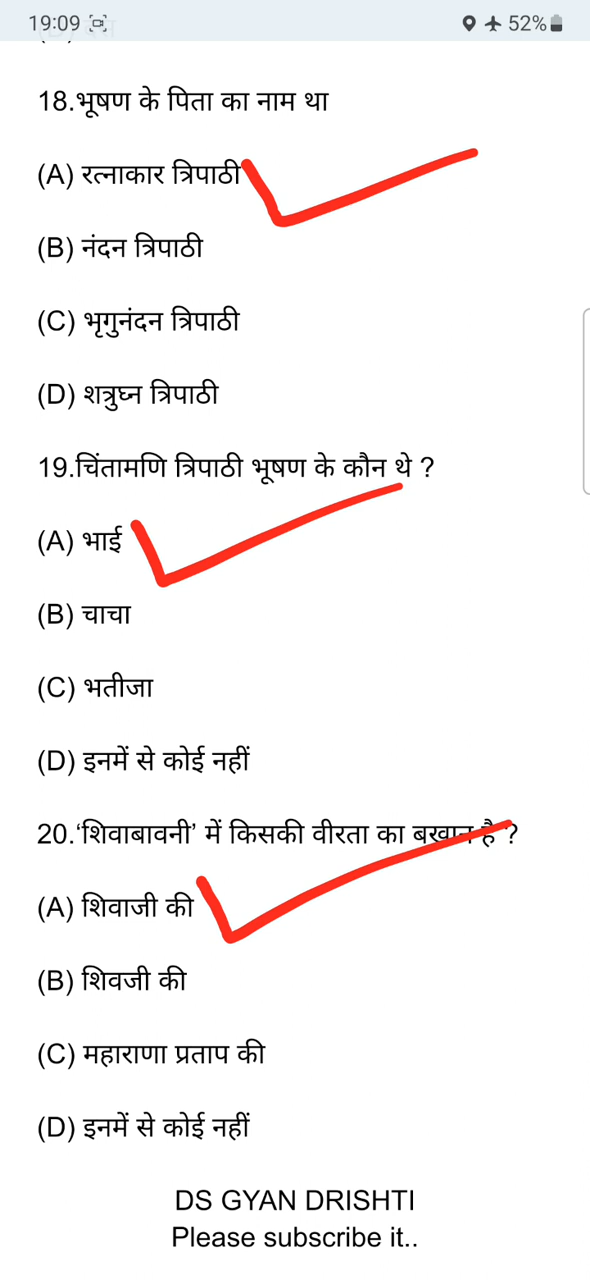 19:09
52%
18.भूषण के पिता का नाम था
(A) रत्नाकार त्रिपाठी
(B) नंदन त्रिपाठी
(C) भृगुनंदन त्रिपाठी
(D) शत्रुघ्न त्रिपाठी
19.चिंतामणि त्रिपाठी भूषण के कौन थे ?
(A) भाई
(B) चाचा
(C) भतीजा
(D) इनमें से कोई नहीं
20.‘शिवाबावनी’ में किसकी वीरता का बखान है ?
(A) शिवाजी की
(B) शिवजी की
(C) महाराणा प्रताप की
(D) इनमें से कोई नहीं
DS GYAN DRISHTI
Please subscribe it..